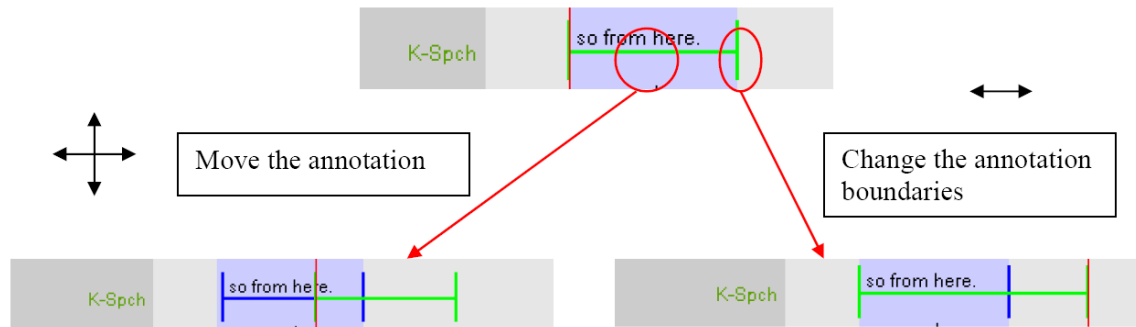 K-Spch so from here.
Move the annotation
Change the annotation
boundaries
K-Spch so from here.
K-Spch so from here.